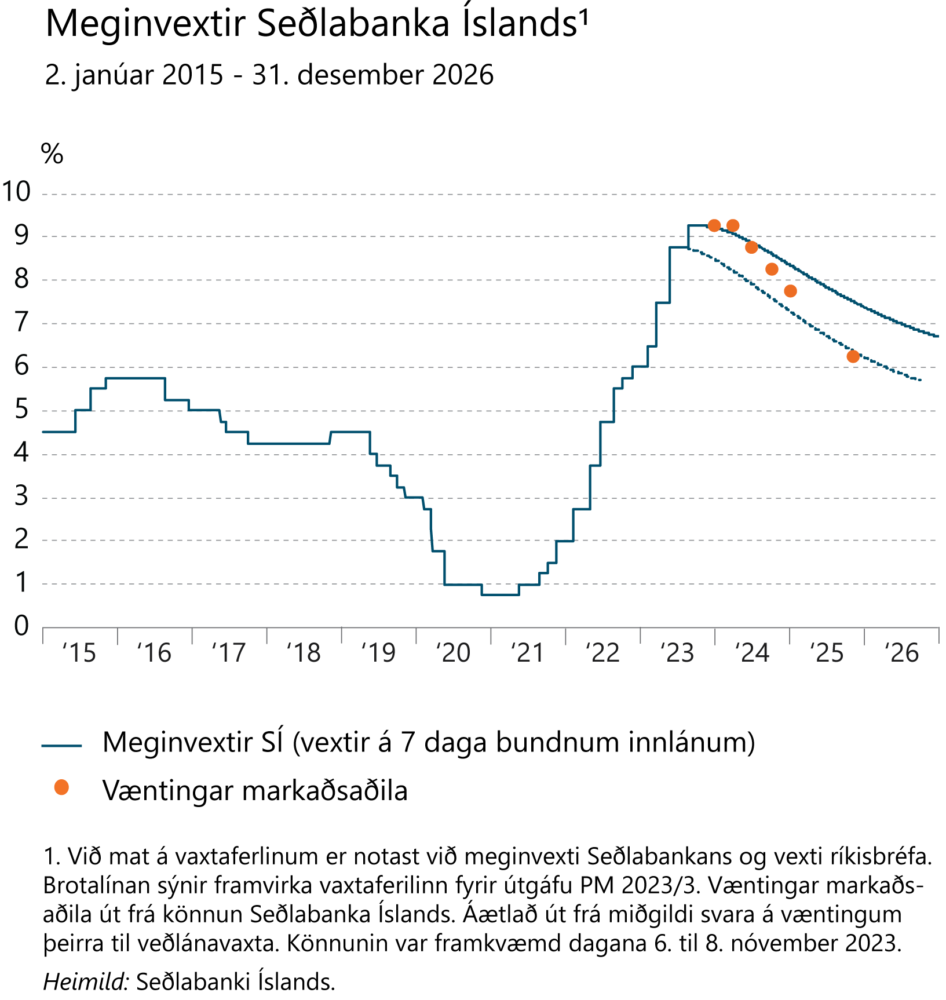 Meginvextir Seðlabanka Íslands¹
2. janúar 2015 - 31. desember 2026
%
10
9
8
7
6
5
4
3
2
1
0
‘15 ‘16 ‘17 ‘18 ‘19 ‘20 ‘21 ‘22 ‘23 ‘24 ‘25 ‘26
Meginvextir SÍ (vextir á 7 daga bundnum innlánum)
Væntingar markaðsaðila
1. Við mat á vaxtaferlinum er notast við meginvexti Seðlabankans og vexti ríkisbréfa.
Brotalínan sýnir framvirka vaxtaferilinn fyrir útgáfu PM 2023/3. Væntingar markaðs-
aðila út frá könnun Seðlabanka Íslands. Áætlað út frá miðgildi svara á væntingum
þeirra til veðlánavaxta. Könnunin var framkvæmd dagana 6. til 8. nóvember 2023.
Heimild: Seðlabanki Íslands.